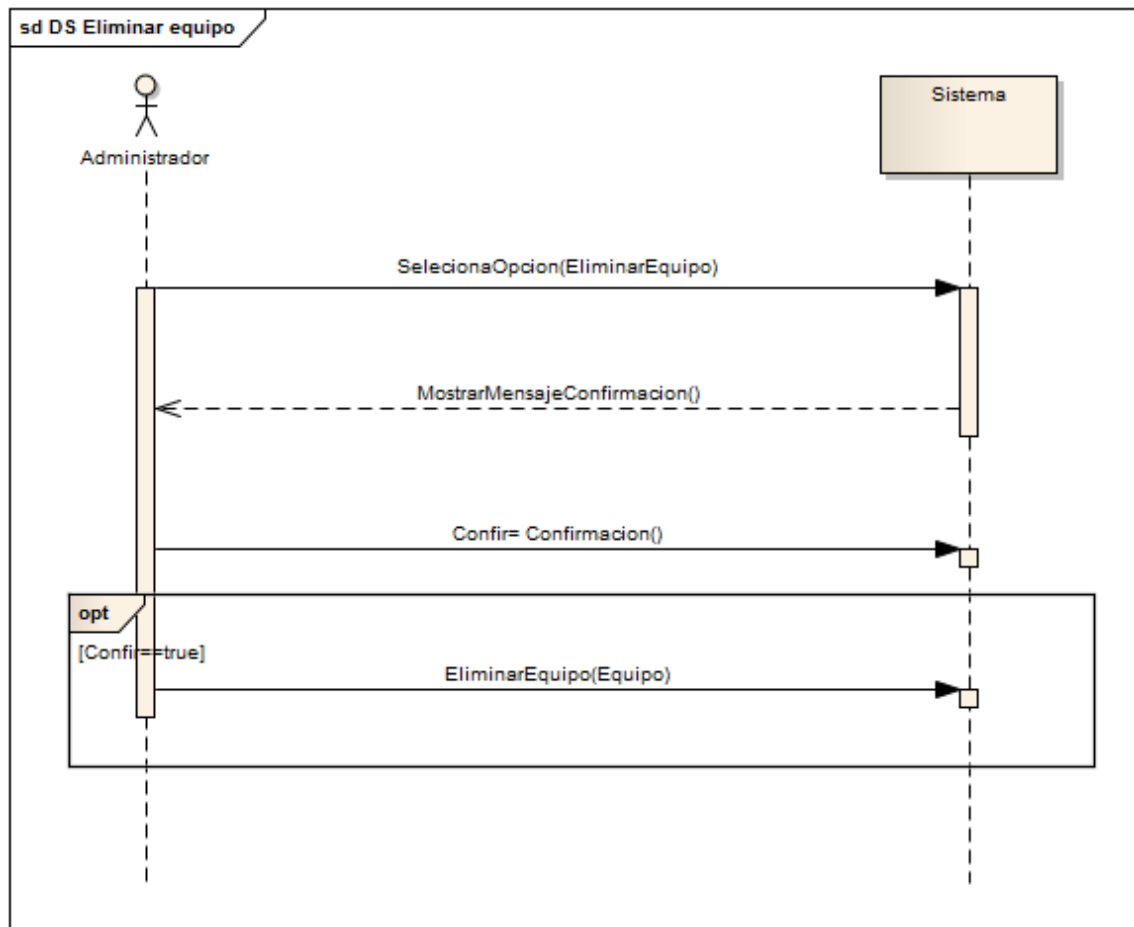 sd DS Eliminar equipo
Sistema
Administrador
SelecionaOpcion(EliminarEquipo)
MostrarMensajeConfirmacion()
Confir= Confirmacion()
opt
[Confir==true]
EliminarEquipo(Equipo)